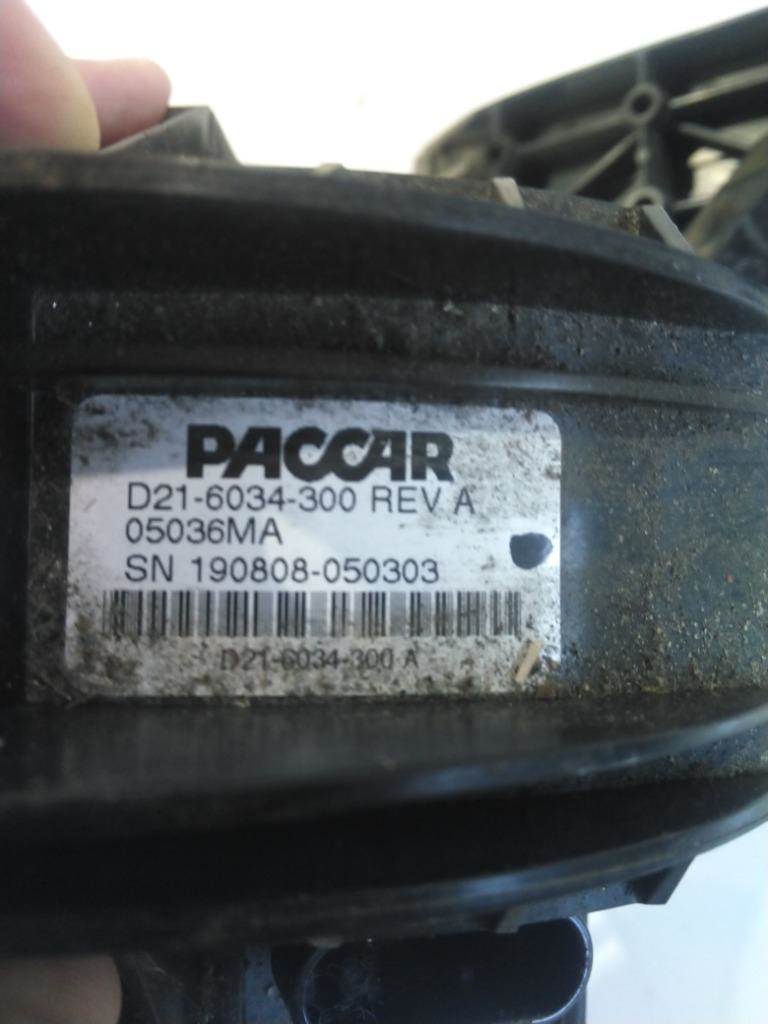 PACCAR
D21-6034-300 REV A
05036MA
SN 190808-050303
D21-6034-300 A